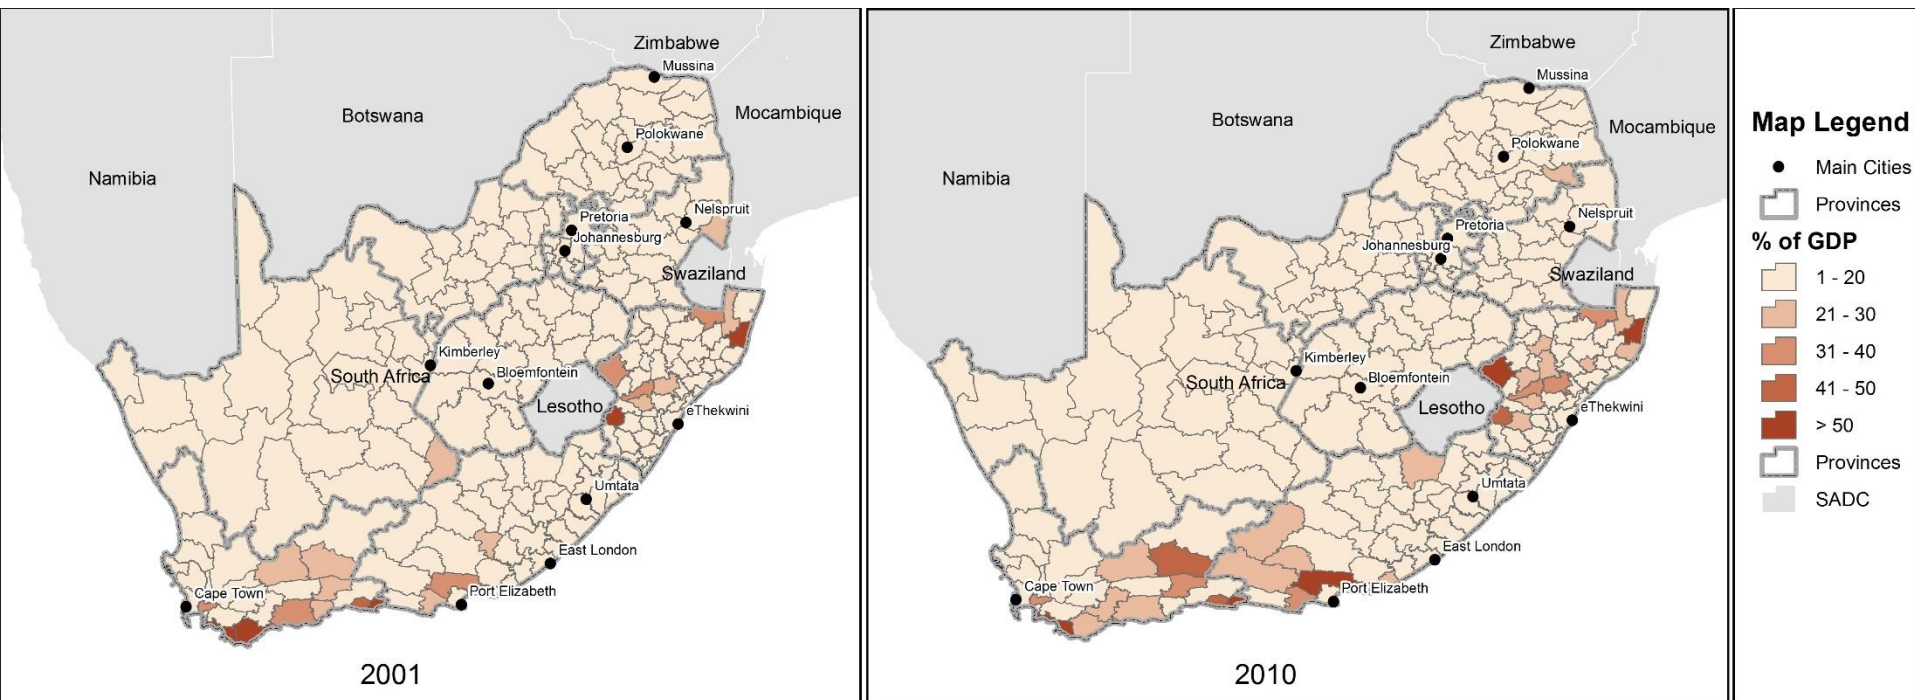 Zimbabwe
Mussina
Botswana
Mocambique
Polokwane
Namibia
Nelspruit
Pretoria
Johannesburg
Swaziland
Kimberley
South Africa
Bloemfontein
Lesotho
eThekwini
Umtata
East London
Cape Town
Port Elizabeth
2001
Zimbabwe
Mussina
Botswana
Mocambique
Polokwane
Namibia
Nelspruit
Pretoria
Johannesburg
Swaziland
Kimberley
South Africa
Bloemfontein
Lesotho
eThekwini
Umtata
East London
Cape Town
Port Elizabeth
2010
Map Legend
Main Cities
Provinces
% of GDP
1 - 20
21 - 30
31 - 40
41 - 50
> 50
Provinces
SADC